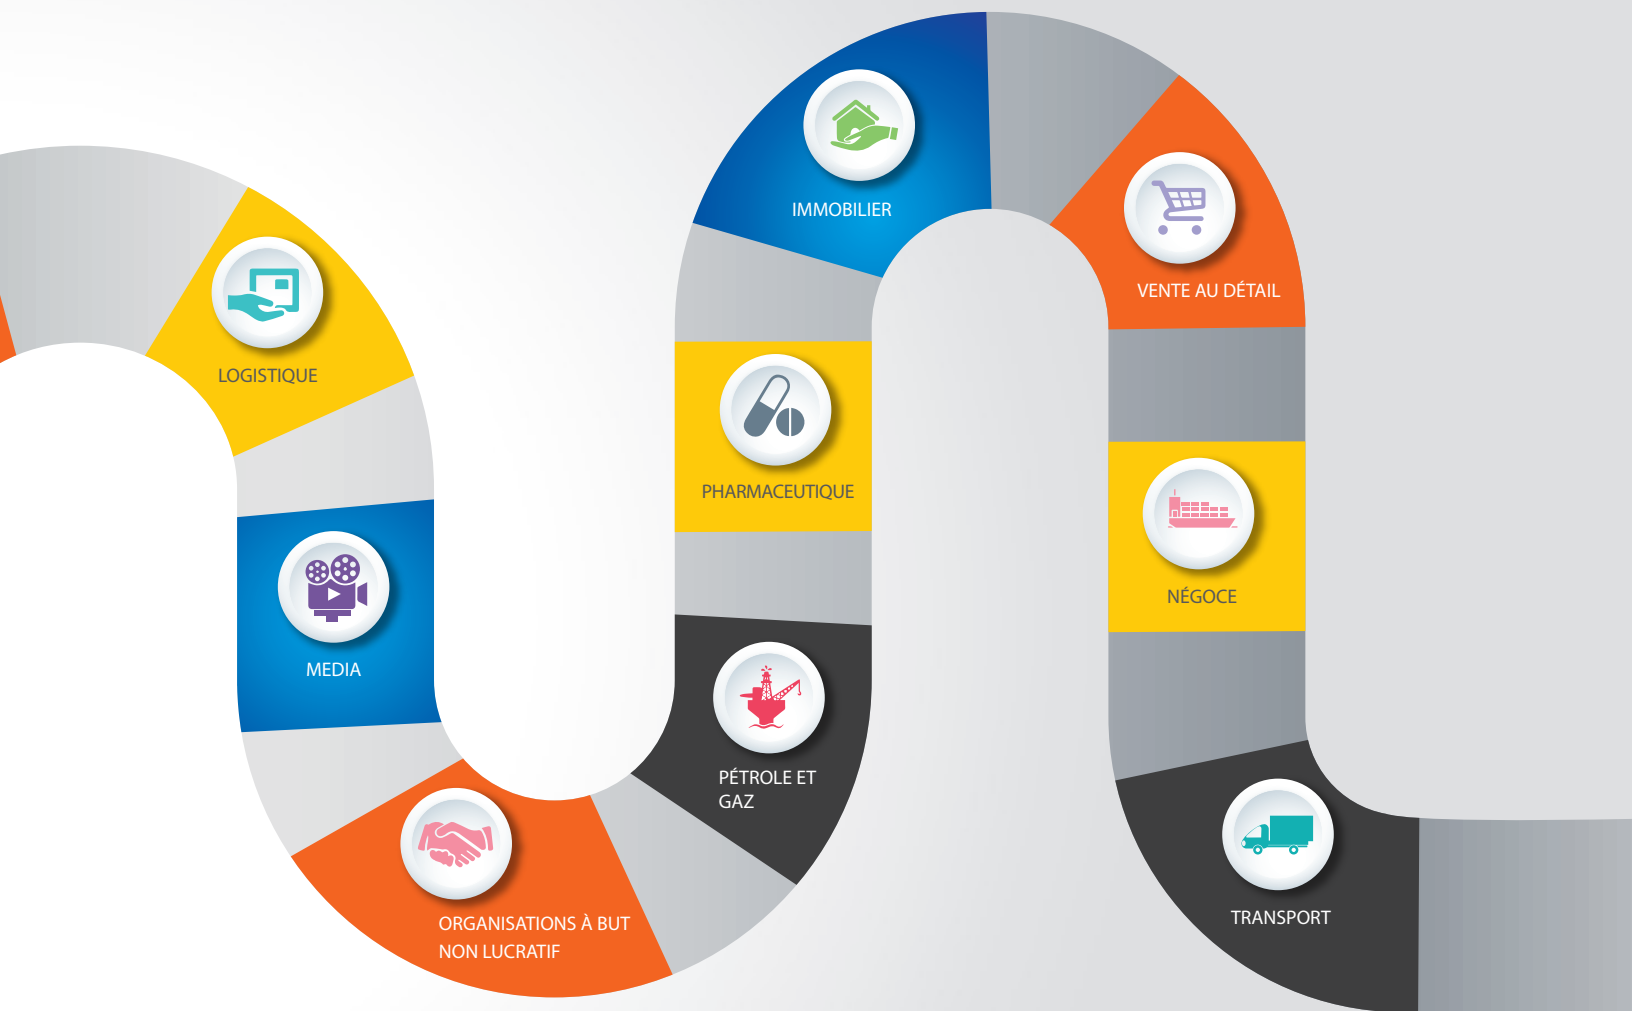 LOGISTIQUE
MEDIA
ORGANISATIONS À BUT
NON LUCRATIF
PÉTROLE ET
GAZ
PHARMACEUTIQUE
IMMOBILIER
VENTE AU DÉTAIL
NÉGOCE
TRANSPORT